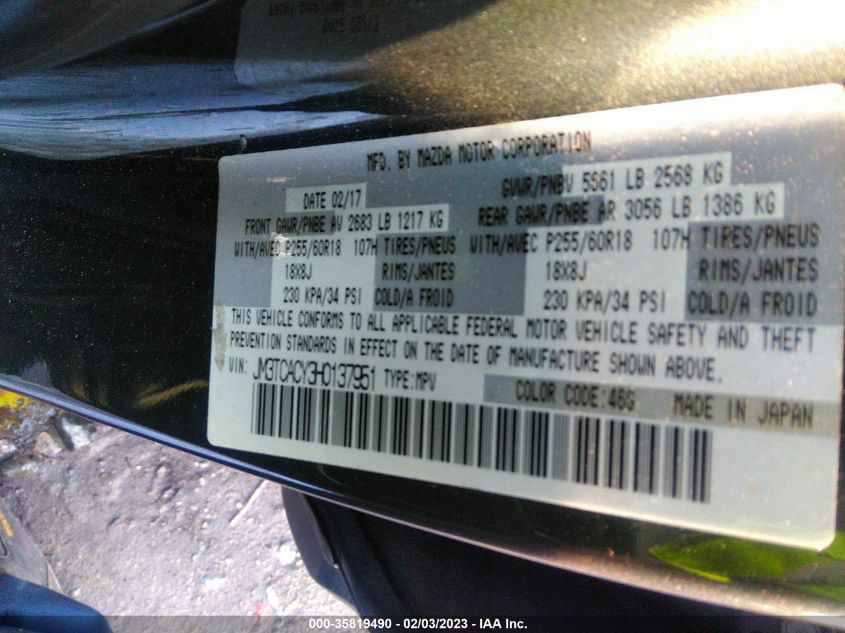 MFD. BY MAZDA MOTOR CORPORATION
DATE 02/17 GVWR/PNBV 5561 LB 2568 KG
FRONT GAWR/PNBE AV 2683 LB 1217 KG REAR GAWR/PNBE AR 3056 LB 1386 KG
WITH/AVEC P255/60R18 107H TIRES/PNEUS WITH/AVEC P255/60R18 107H TIRES/PNEUS
18X8J RIMS/JANTES 18X8J RIMS/JANTES
230 KPA/34 PSI COLD/A FROID 230 KPA/34 PSI COLD/A FROID
THIS VEHICLE CONFORMS TO ALL APPLICABLE FEDERAL MOTOR VEHICLE SAFETY AND THEFT
PREVENTION STANDARDS IN EFFECT ON THE DATE OF MANUFACTURE SHOWN ABOVE.
VIN: JM3TCACY3H0137951 TYPE:MPV COLOR CODE:46G MADE IN JAPAN
000-35819490 - 02/03/2023 - IAA Inc.